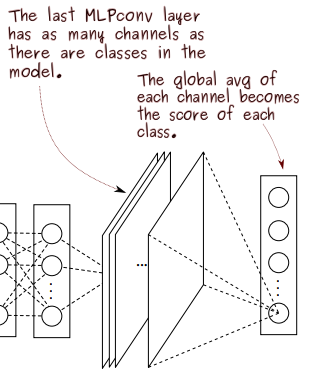 The last MLPconv layer
has as many channels as
there are classes in the
model.
The global avg of
each channel becomes
the score of each
class.